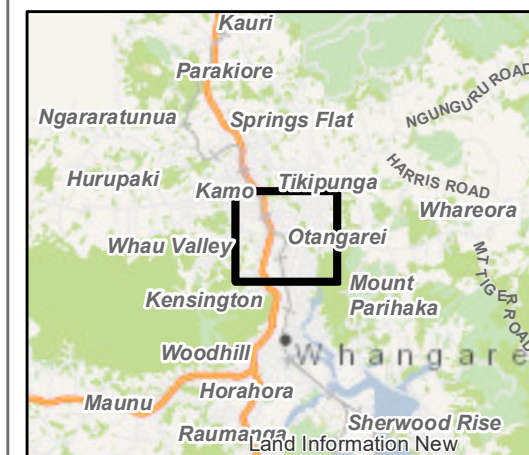 Kauri
Parakiore
NGUNGURU ROAD
Ngararatunua
Springs Flat
HARRIS ROAD
Hurupaki
Tikipunga
Kamo
Whareora
Otangarei
Whau Valley
MT TIGER ROAD
Mount
Parihaka
Kensington
Woodhill
Whangare
Horahora
Maunu
Sherwood Rise
Raumanga
Land Information New